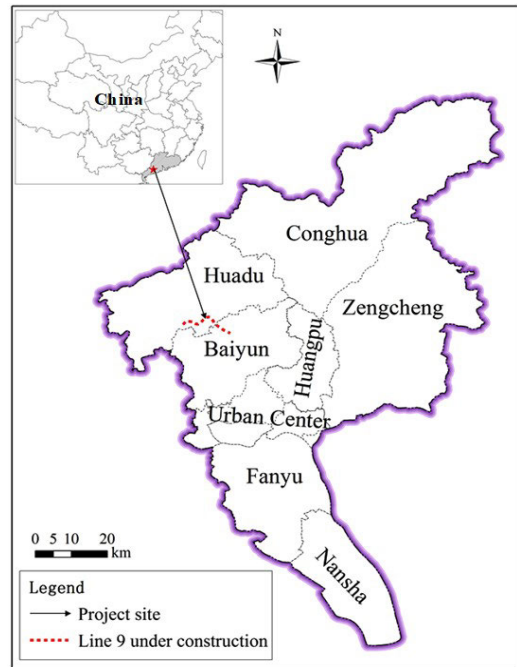 China
N
Conghua
Huadu
Zengcheng
Baiyun
Huangpu
Urban Center
Fanyu
Nansha
0 5 10 20
km
Legend
Project site
Line 9 under construction